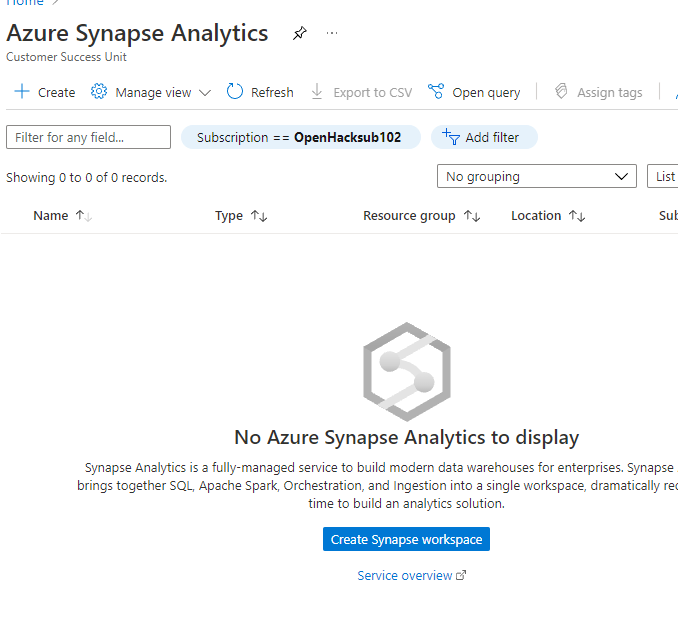 Home
Azure Synapse Analytics
Customer Success Unit
Create Manage view Refresh Export to CSV Open query Assign tags
Filter for any field... Subscription == OpenHacksub102 Add filter
Showing 0 to 0 of 0 records.
No grouping List
Name Type Resource group Location Sub
No Azure Synapse Analytics to display
Synapse Analytics is a fully-managed service to build modern data warehouses for enterprises. Synapse
brings together SQL, Apache Spark, Orchestration, and Ingestion into a single workspace, dramatically
time to build an analytics solution.
Create Synapse workspace
Service overview